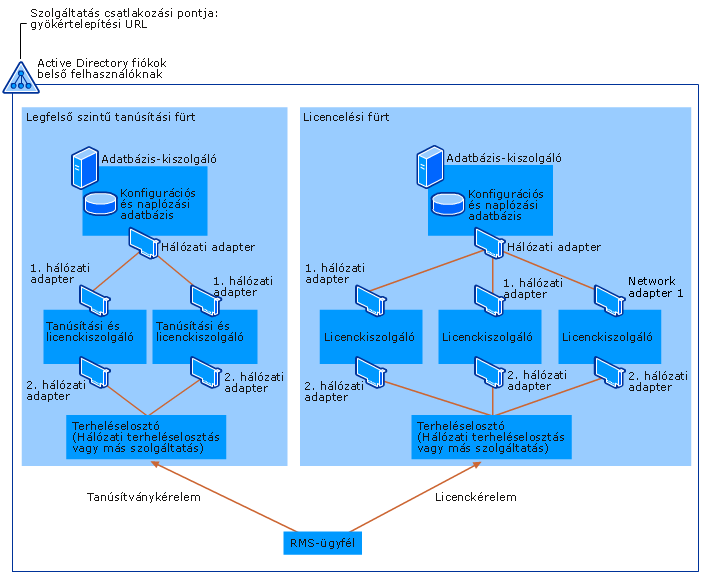 Szolgáltatás csatlakozási pontja:
gyökértelepítési URL
Active Directory fiókok
belső felhasználóknak
Legfelső szintű tanúsítási fürt
Adatbázis-kiszolgáló
Konfigurációs
és naplózási
adatbázis
Hálózati adapter
1. hálózati
adapter
1. hálózati
adapter
Tanúsítási és
licenckiszolgáló
Tanúsítási és
licenckiszolgáló
2. hálózati
adapter
2. hálózati
adapter
Terheléselosztó
(Hálózati terheléselosztás
vagy más szolgáltatás)
Licencelési fürt
Adatbázis-kiszolgáló
Konfigurációs
és naplózási
adatbázis
Hálózati adapter
1. hálózati
adapter
1. hálózati
adapter
Network
adapter 1
Licenckiszolgáló
Licenckiszolgáló
Licenckiszolgáló
2. hálózati
adapter
2. hálózati
adapter
2. hálózati
adapter
Terheléselosztó
(Hálózati terheléselosztás
vagy más szolgáltatás)
Tanúsítványkérelem
Licenckérelem
RMS-ügyfél